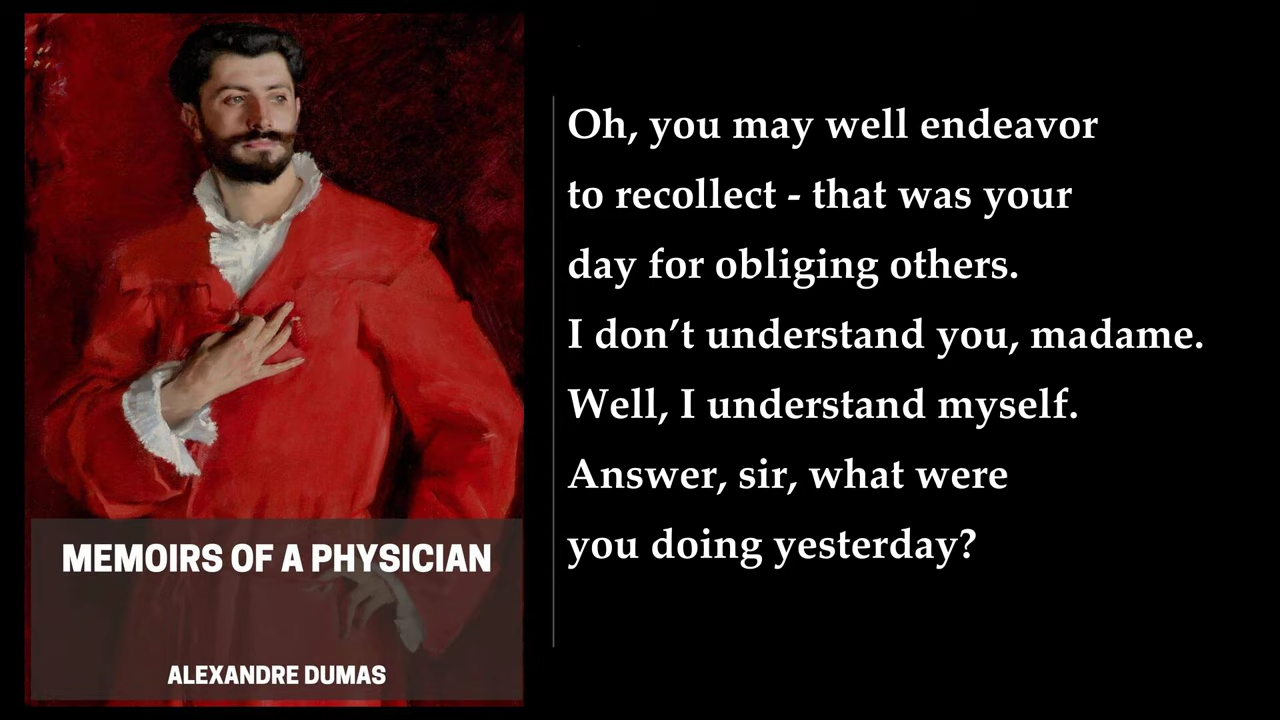 Oh, you may well endeavor
to recollect - that was your
day for obliging others.
I don’t understand you, madame.
Well, I understand myself.
Answer, sir, what were
you doing yesterday?
MEMOIRS OF A PHYSICIAN
ALEXANDRE DUMAS